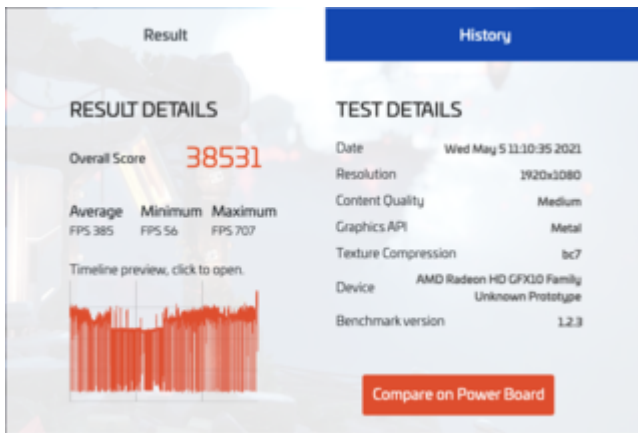 Result
History
RESULT DETAILS
Overall Score 38531
Average Minimum Maximum
FPS 385 FPS 56 FPS 707
Timeline preview, click to open.
TEST DETAILS
Date Wed May 5 11:10:35 2021
Resolution 1920x1080
Content Quality Medium
Graphics API Metal
Texture Compression bc7
Device AMD Radeon HD GFX10 Family
Unknown Prototype
Benchmark version 1.2.3
Compare on Power Board